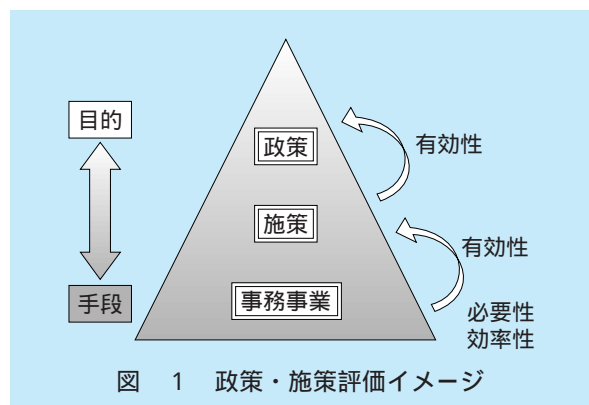 目的
政策
有効性
施策
有効性
手段
事務事業
必要性
効率性
図 1 政策・施策評価イメージ